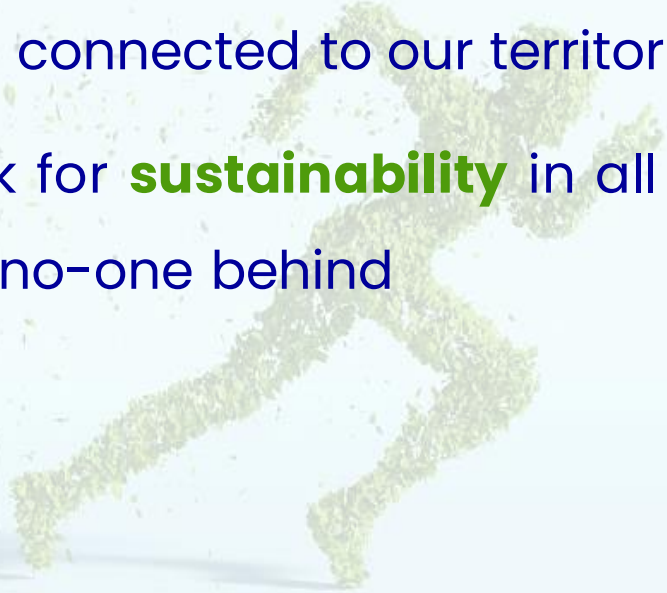 connected to our territor
k for sustainability in all
no-one behind